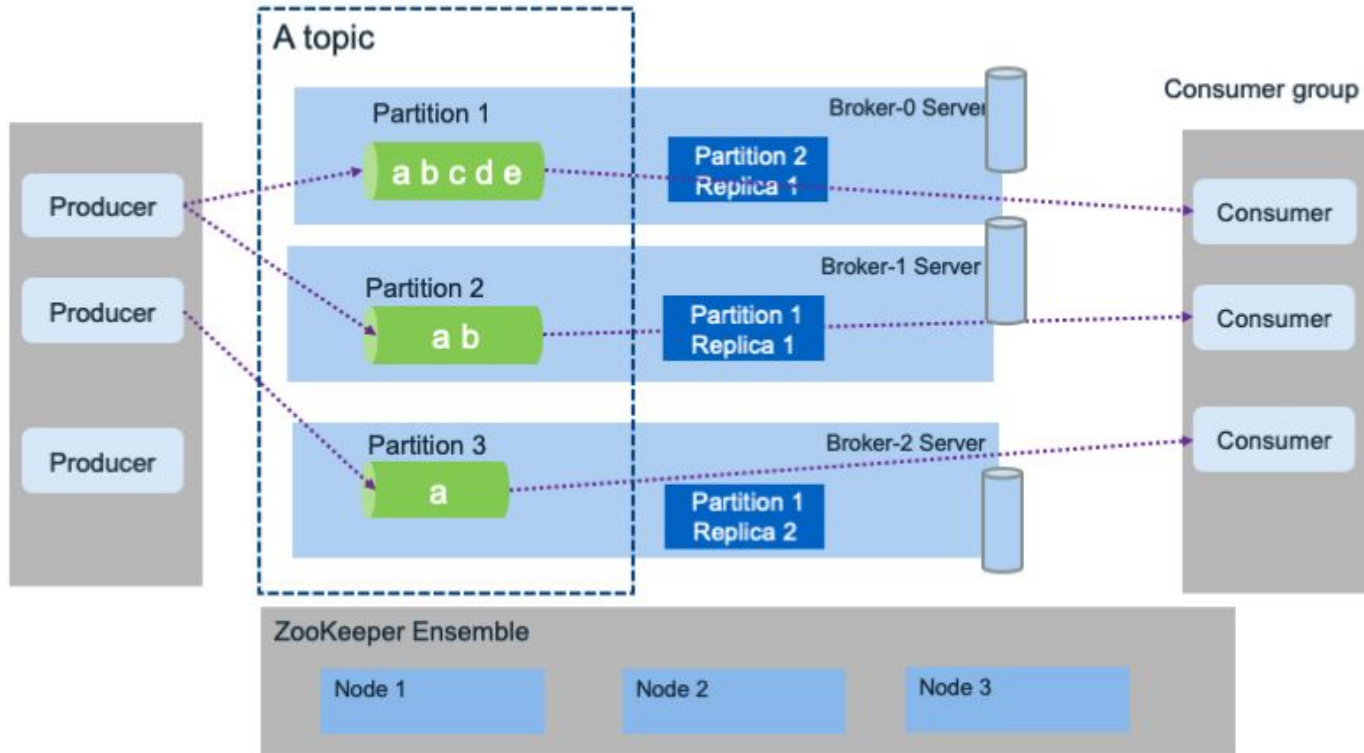 A topic
Consumer group
Producer
Producer
Producer
Partition 1
a b c d e
Partition 2
Replica 1
Broker-0 Server
Partition 2
a b
Partition 1
Replica 1
Broker-1 Server
Partition 3
a
Partition 1
Replica 2
Broker-2 Server
Consumer
Consumer
Consumer
ZooKeeper Ensemble
Node 1
Node 2
Node 3